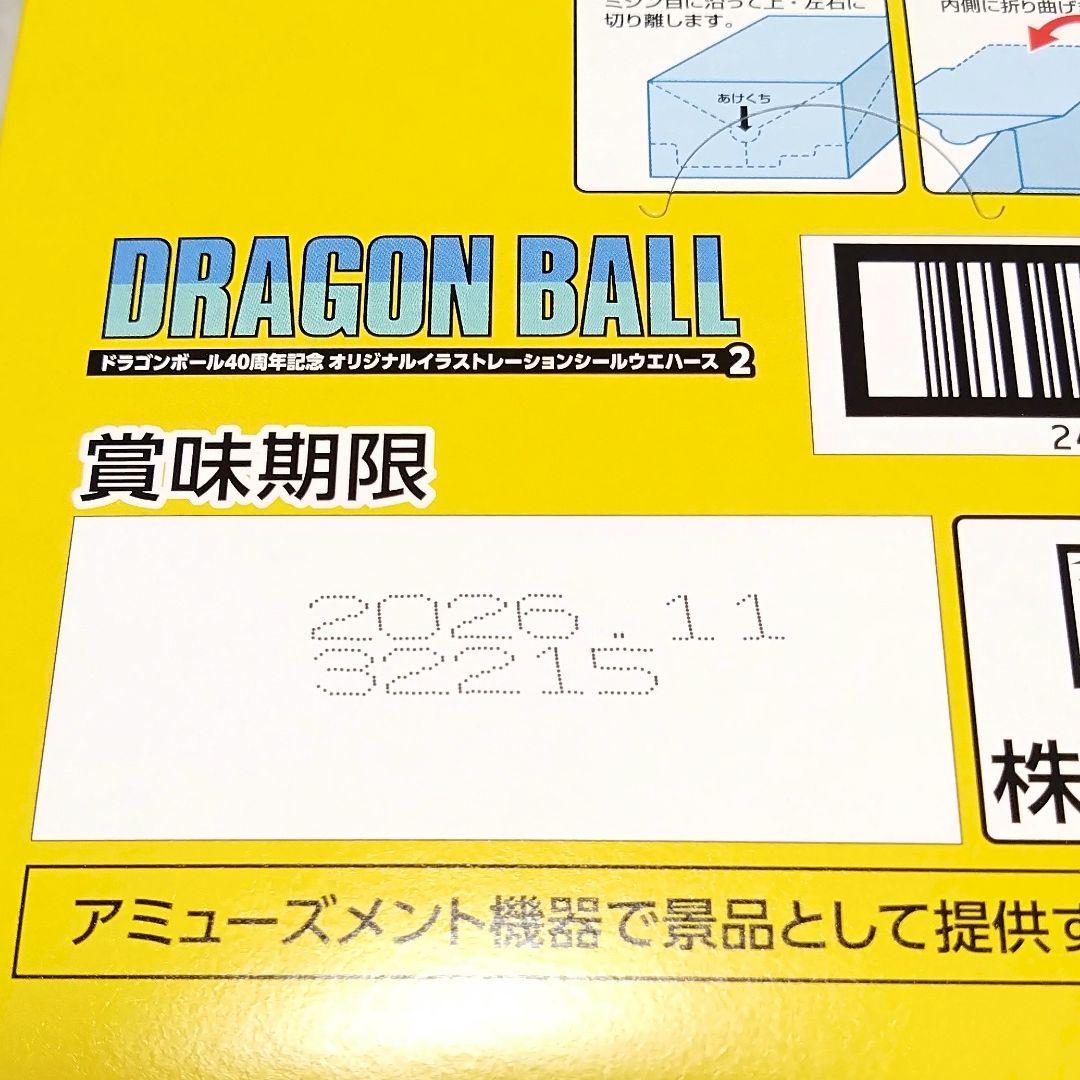 ミシン目に沿って上・左右に
切り離します。
内側に折り曲げ
あけくち
DRAGON BALL
ドラゴンボール40周年記念 オリジナルイラストレーションシールウエハース2
賞味期限
2026.11
32215
アミューズメント機器で景品として提供す
株